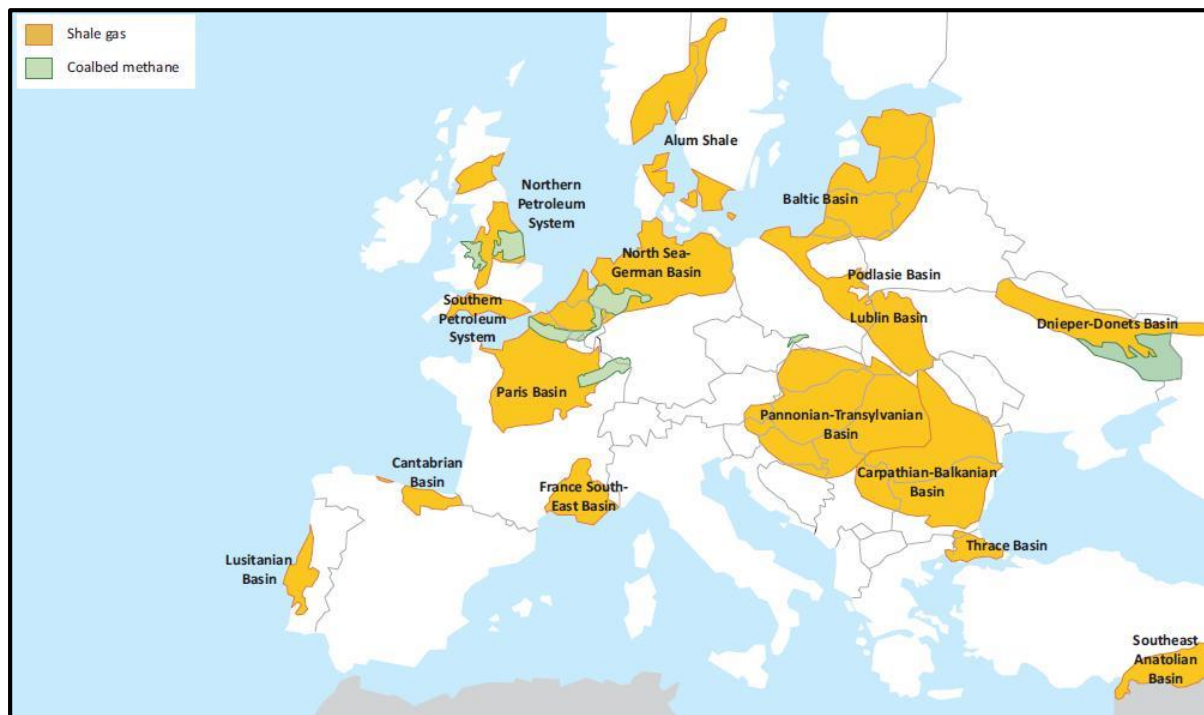 Shale gas
Coalbed methane
Alum Shale
Northern
Petroleum
System
Baltic Basin
North Sea-
German Basin
Podlasie Basin
Southern
Petroleum
System
Lublin Basin
Dnieper-Donets Basin
Paris Basin
Pannonian-Transylvanian
Basin
Cantabrian
Basin
France South-
East Basin
Carpathian-Balkanian
Basin
Lusitanian
Basin
Thrace Basin
Southeast
Anatolian
Basin